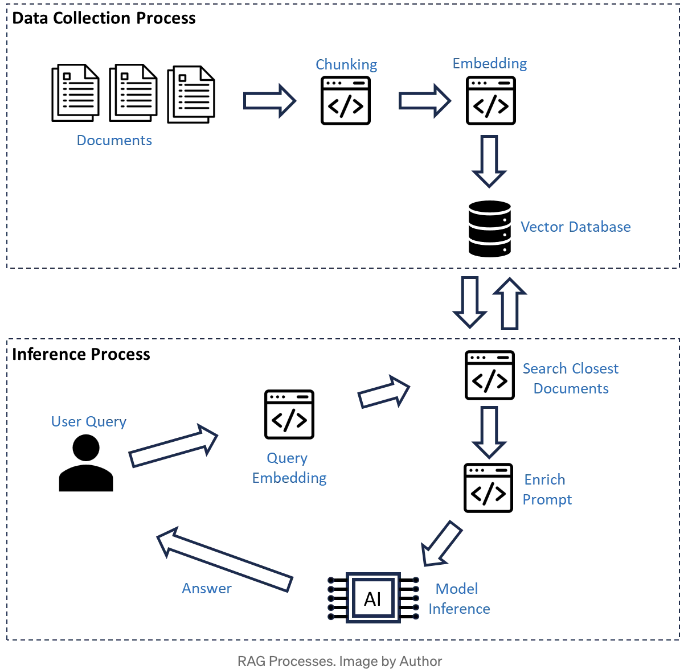 Data Collection Process
Chunking
Embedding
Documents
Vector Database
Inference Process
Search Closest
Documents
User Query
Query
Embedding
Enrich
Prompt
Answer
AI
Model
Inference
RAG Processes. Image by Author